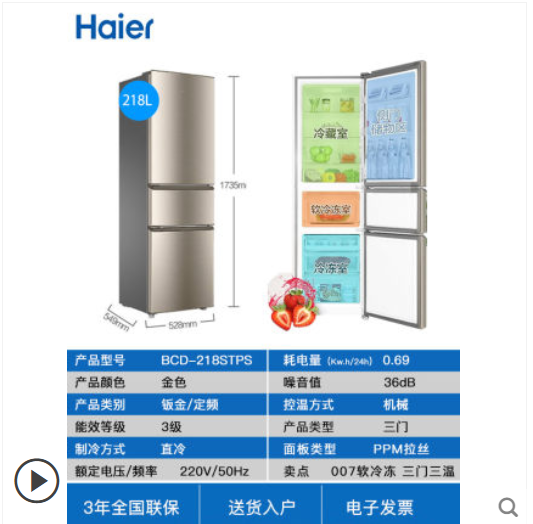 Haier
218L
1735m
549mm
528mm
冷藏室
储物区
软冷冻室
冷冻室
产品型号 BCD-218STPS 耗电量 (Kw.h/24h) 0.69
产品颜色 金色 噪音值 36dB
产品类别 钣金/定频 控温方式 机械
能效等级 3级 产品类型 三门
制冷方式 直冷 面板类型 PPM拉丝
额定电压/频率 220V/50Hz 卖点 007软冷冻 三门三温
3年全国联保 送货入户 电子发票